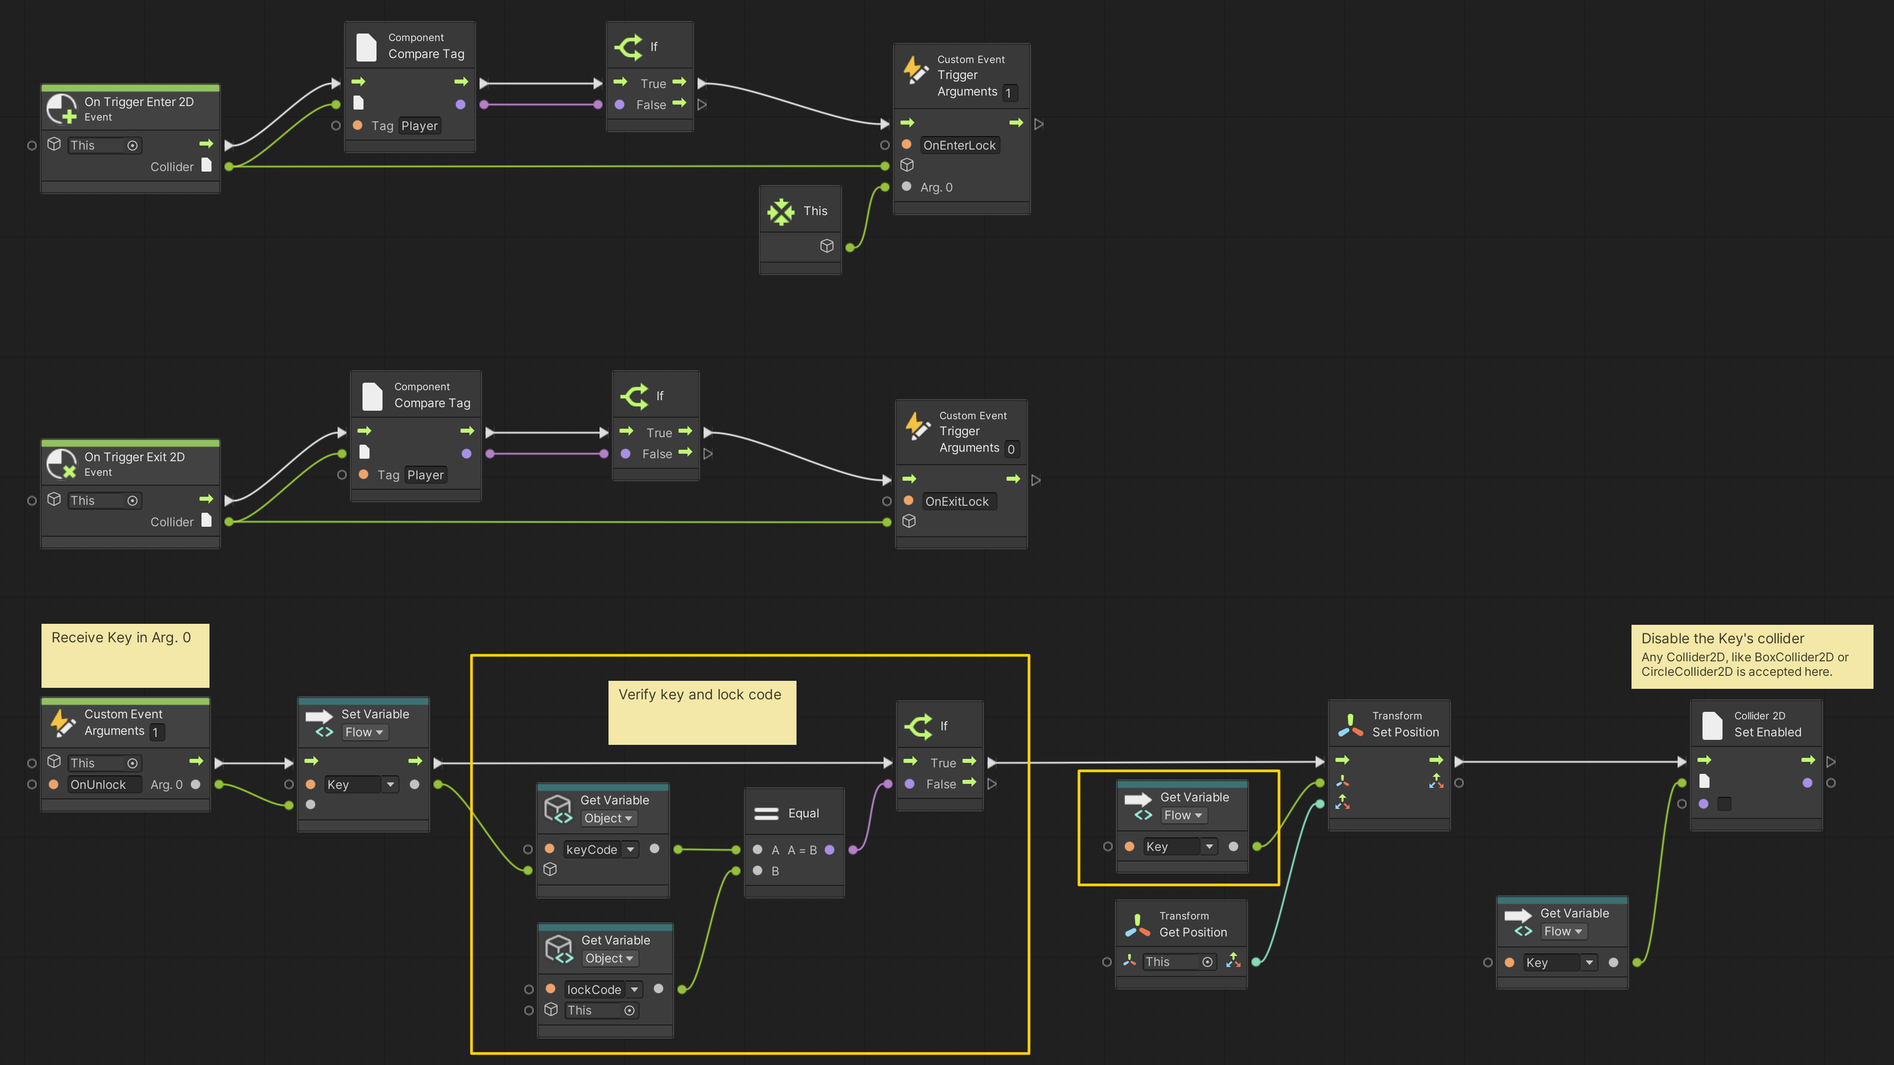 Component
Compare Tag
Tag Player
If
True
False
Custom Event
Trigger
Arguments 1
OnEnterLock
Arg. 0
On Trigger Enter 2D
Event
This
Collider
This
Component
Compare Tag
Tag Player
If
True
False
Custom Event
Trigger
Arguments 0
OnExitLock
On Trigger Exit 2D
Event
This
Collider
Receive Key in Arg. 0
Custom Event
Arguments 1
This
OnUnlock Arg. 0
Set Variable
Flow
Key
Verify key and lock code
If
True
False
Get Variable
Object
keyCode
Equal
A A = B
B
Get Variable
Object
lockCode
This
Get Variable
Flow
Key
Transform
Get Position
This
Transform
Set Position
Disable the Key's collider
Any Collider2D, like BoxCollider2D or
CircleCollider2D is accepted here.
Collider 2D
Set Enabled
Get Variable
Flow
Key